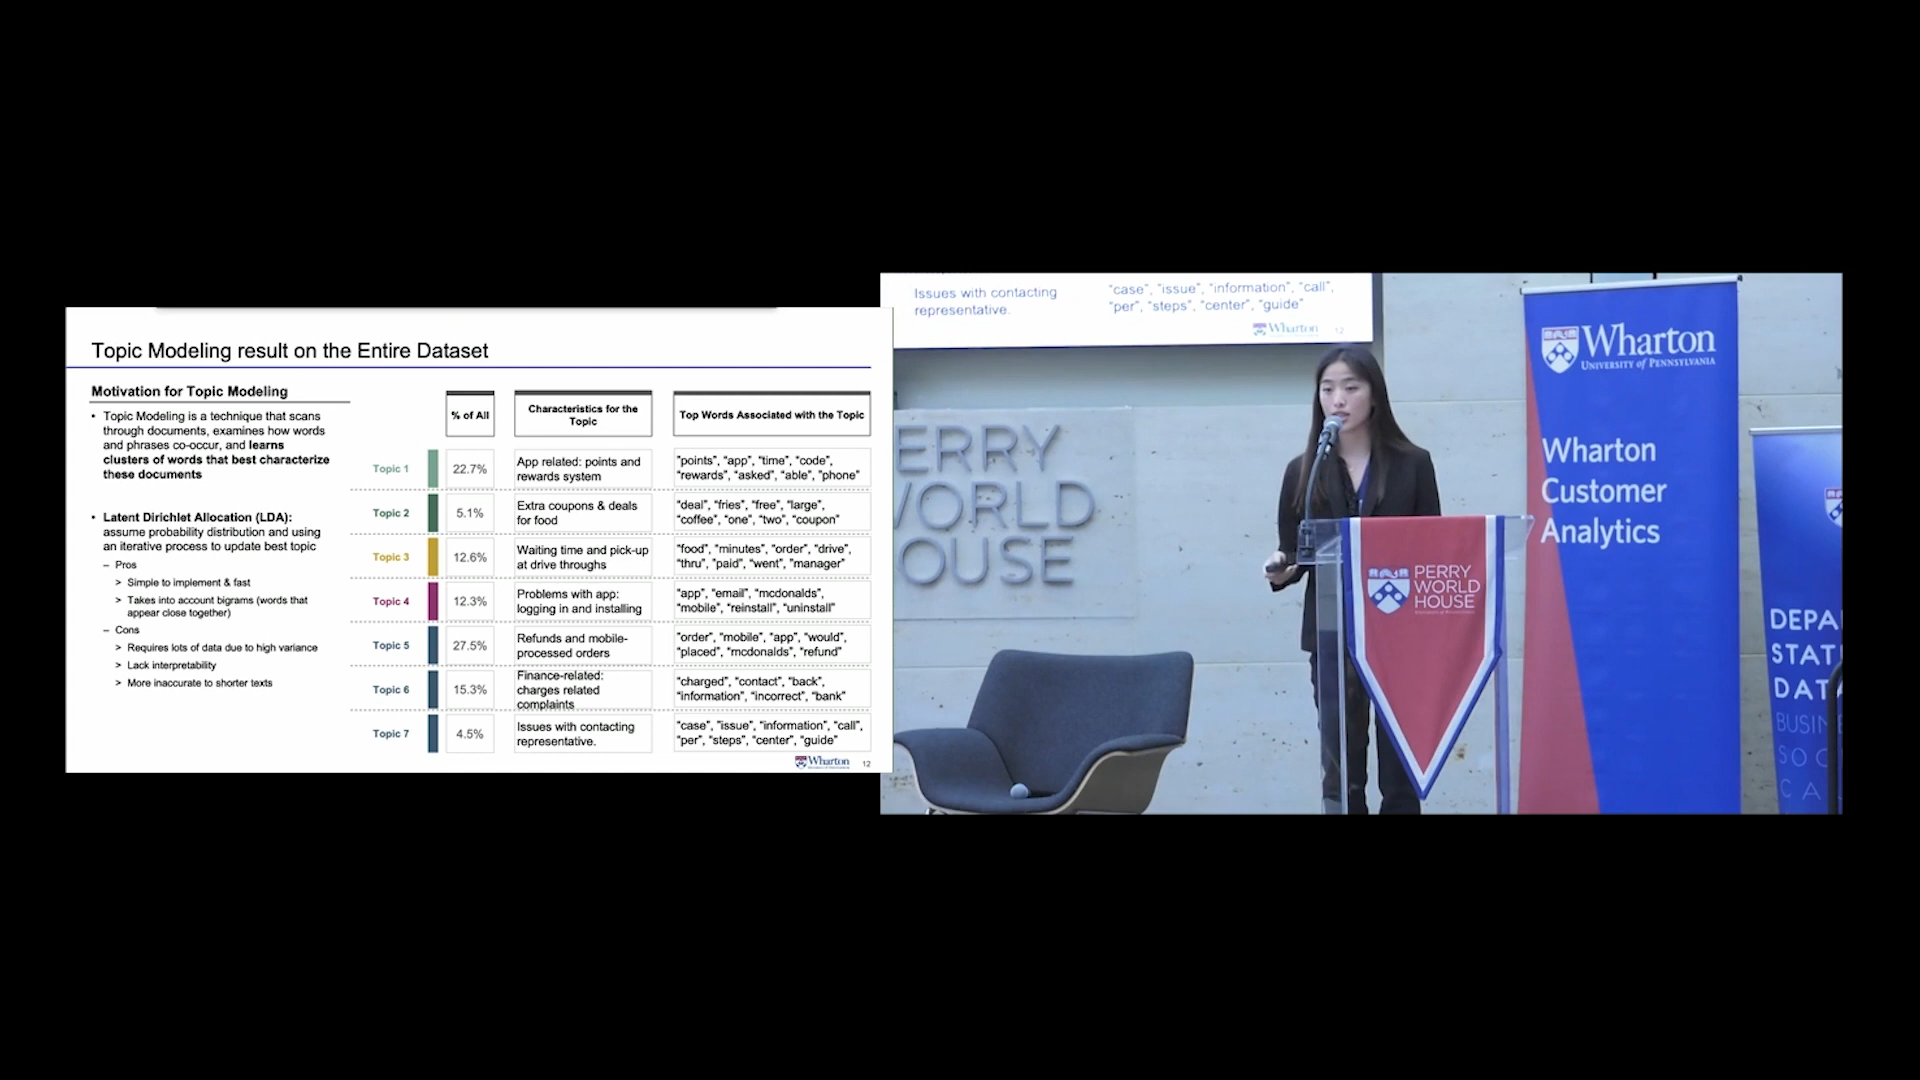 Topic Modeling result on the Entire Dataset
Motivation for Topic Modeling
• Topic Modeling is a technique that scans
through documents, examines how words
and phrases co-occur, and learns
clusters of words that best characterize
these documents
• Latent Dirichlet Allocation (LDA):
assume probability distribution and using
an iterative process to update best topic
– Pros
> Simple to implement & fast
> Takes into account bigrams (words that
appear close together)
– Cons
> Requires lots of data due to high variance
> Lack interpretability
> More inaccurate to shorter texts
% of All
Characteristics for the
Topic
Top Words Associated with the Topic
Topic 1
22.7%
App related: points and
rewards system
“points”, “app”, “time”, “code”,
“rewards”, “asked”, “able”, “phone”
Topic 2
5.1%
Extra coupons & deals
for food
“deal”, “fries”, “free”, “large”,
“coffee”, “one”, “two”, “coupon”
Topic 3
12.6%
Waiting time and pick-up
at drive throughs
“food”, “minutes”, “order”, “drive”,
“thru”, “paid”, “went”, “manager”
Topic 4
12.3%
Problems with app:
logging in and installing
“app”, “email”, “mcdonalds”,
“mobile”, “reinstall”, “uninstall”
Topic 5
27.5%
Refunds and mobile-
processed orders
“order”, “mobile”, “app”, “would”,
“placed”, “mcdonalds”, “refund”
Topic 6
15.3%
Finance-related:
charges related
complaints
“charged”, “contact”, “back”,
“information”, “incorrect”, “bank”
Topic 7
4.5%
Issues with contacting
representative.
“case”, “issue”, “information”, “call”,
“per”, “steps”, “center”, “guide”
Wharton
12
Issues with contacting
representative.
“case”, “issue”, “information”, “call”,
“per”, “steps”, “center”, “guide”
Wharton
12
ERRY
WORLD
OUSE
PERRY
WORLD
HOUSE
Wharton
UNIVERSITY of PENNSYLVANIA
Wharton
Customer
Analytics
DEPA
STAT
DAT
BUSIN
SOC
CA